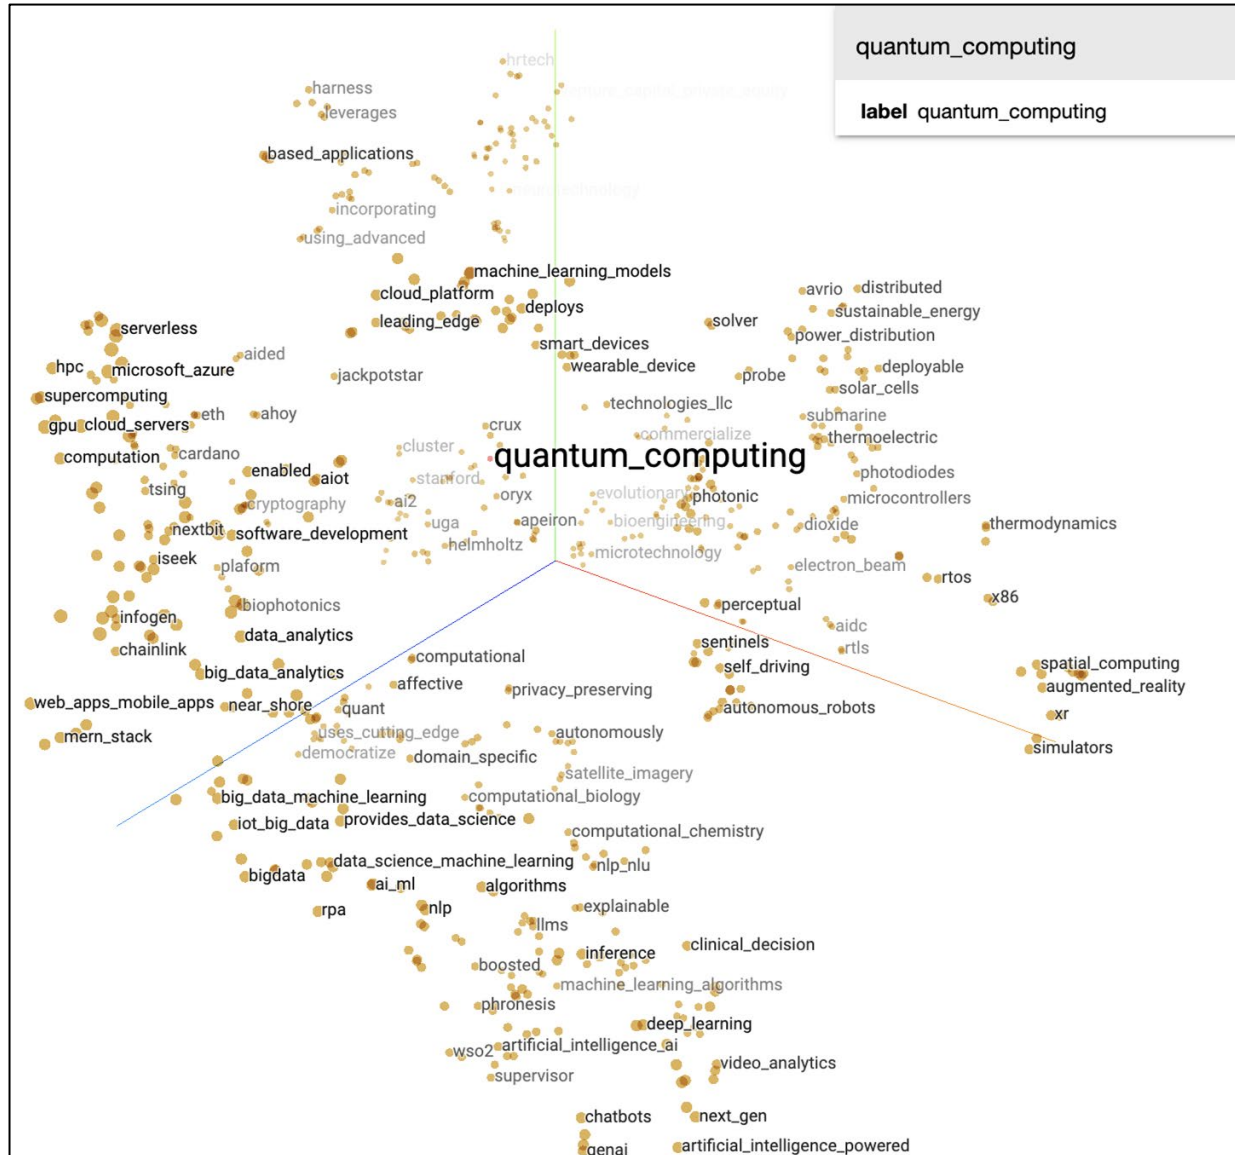 quantum_computing
label quantum_computing
hrtech
harness
leverages
based_applications
incorporating
using_advanced
machine_learning_models
cloud_platform
avrio
distributed
deploys
sustainable_energy
leading_edge
solver
serverless
power_distribution
smart_devices
aided
hpc
microsoft_azure
wearable_device
deployable
jackpotstar
probe
solar_cells
supercomputing
technologies_llc
eth
ahoy
submarine
gpu
cloud_servers
crux
commercialize
thermoelectric
cluster
cardano
computation
quantum_computing
enabled
aiot
stanford
photodiodes
tsing
oryx
evolutionary
photonic
microcontrollers
cryptography
ai2
apeiron
bioengineering
uga
dioxide
thermodynamics
nextbit
software_development
helmholtz
microtechnology
iseek
plaform
electron_beam
rtos
x86
biophotonics
perceptual
infogen
aidc
data_analytics
sentinels
rtls
chainlink
computational
spatial_computing
self_driving
big_data_analytics
affective
privacy_preserving
augmented_reality
web_apps_mobile_apps
near_shore
quant
autonomous_robots
xr
uses_cutting_edge
autonomously
mern_stack
democratize
domain_specific
simulators
satellite_imagery
big_data_machine_learning
computational_biology
iot_big_data
provides_data_science
computational_chemistry
data_science_machine_learning
nlp_nlu
bigdata
ai_ml
algorithms
rpa
nlp
explainable
llms
inference
clinical_decision
boosted
machine_learning_algorithms
phronesis
deep_learning
wso2
artificial_intelligence_ai
video_analytics
supervisor
chatbots
next_gen
genai
artificial_intelligence_powered